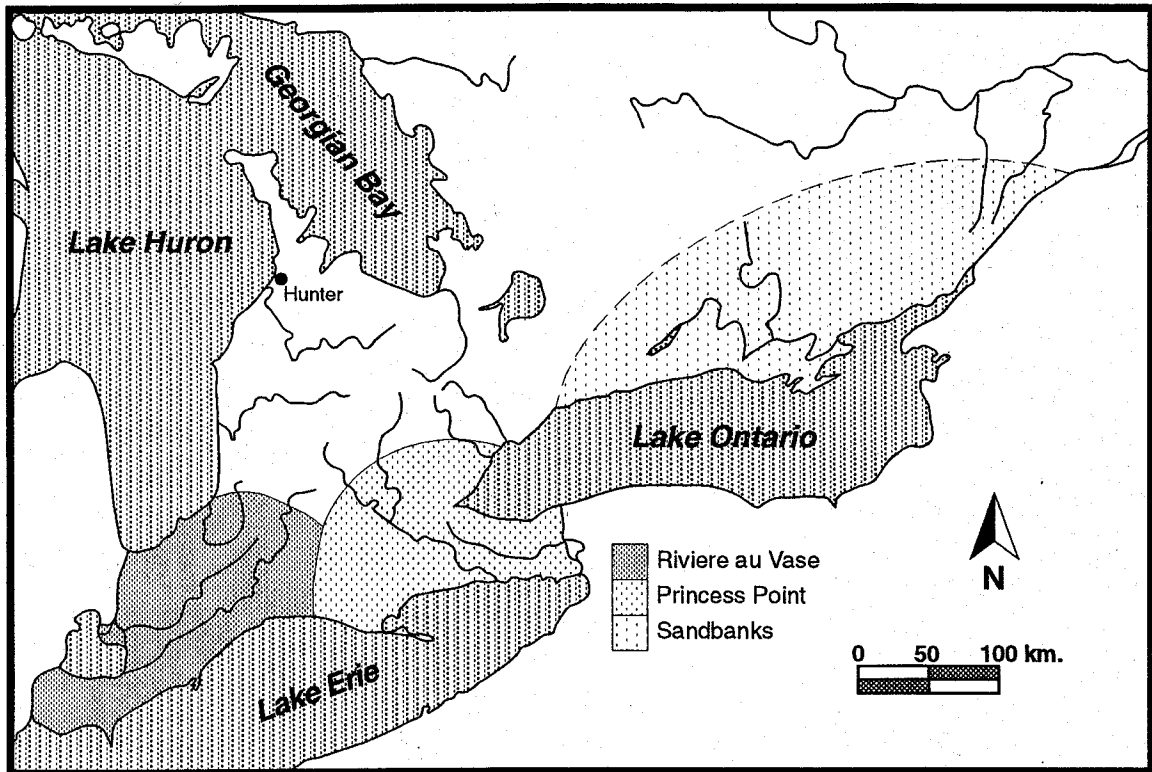 Georgian Bay
Lake Huron
Hunter
Lake Ontario
Riviere au Vase
Princess Point
Sandbanks
N
0 50 100 km.
Lake Erie